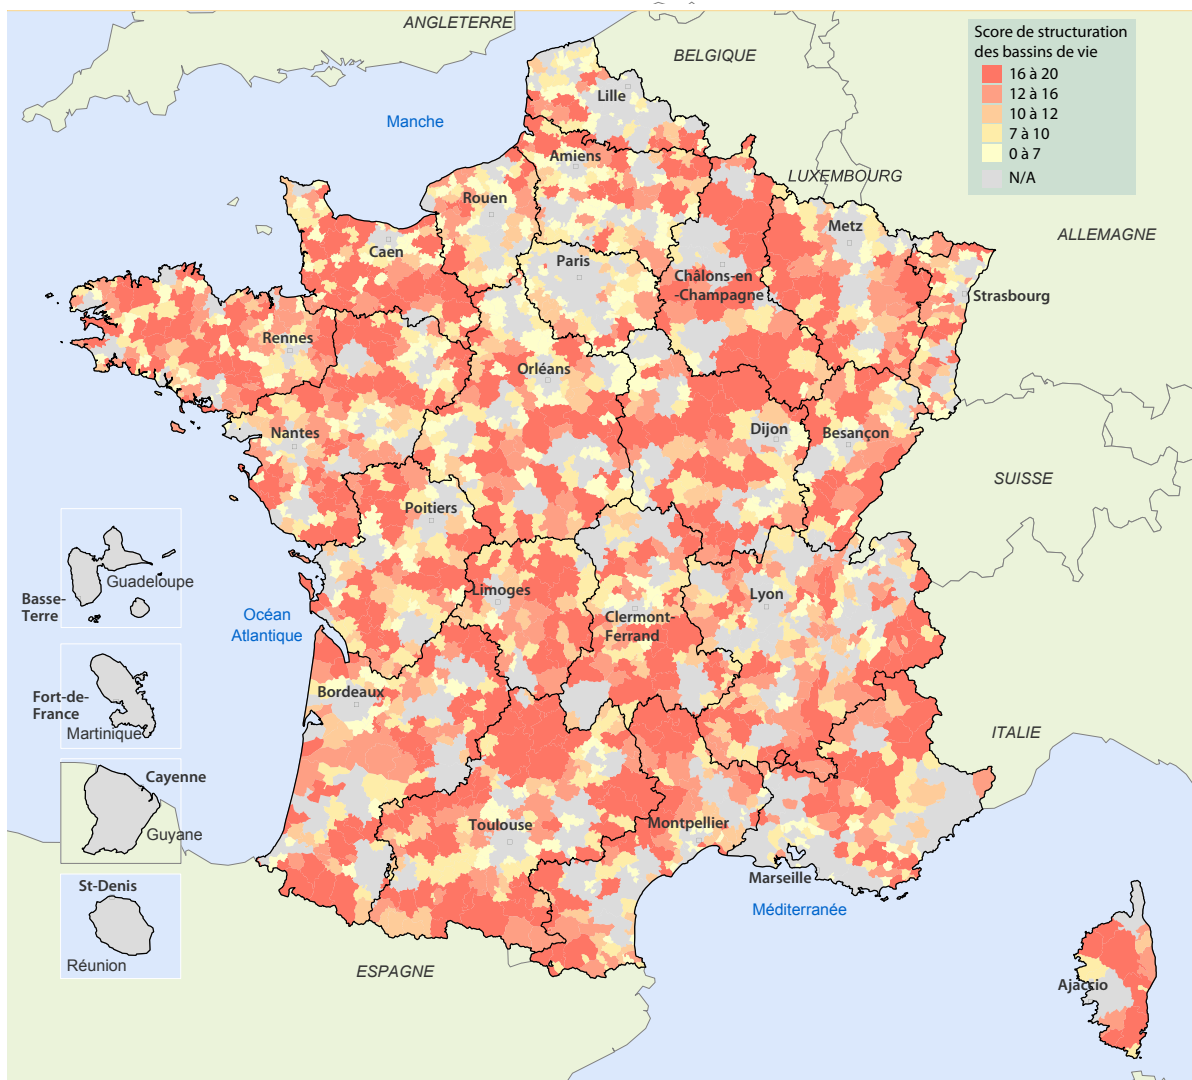 ANGLETERRE
BELGIQUE
Score de structuration
des bassins de vie
16 à 20
12 à 16
10 à 12
7 à 10
0 à 7
N/A
Lille
Manche
Amiens
LUXEMBOURG
Rouen
Metz
ALLEMAGNE
Caen
Paris
Châlons-en
-Champagne
Strasbourg
Rennes
Orléans
Nantes
Dijon
Besançon
SUISSE
Poitiers
Guadeloupe
Basse-
Terre
Limoges
Lyon
Océan
Atlantique
Clermont-
Ferrand
Fort-de-
France
Martinique
Bordeaux
ITALIE
Cayenne
Guyane
Toulouse
Montpellier
St-Denis
Marseille
Méditerranée
Réunion
ESPAGNE
Ajaccio